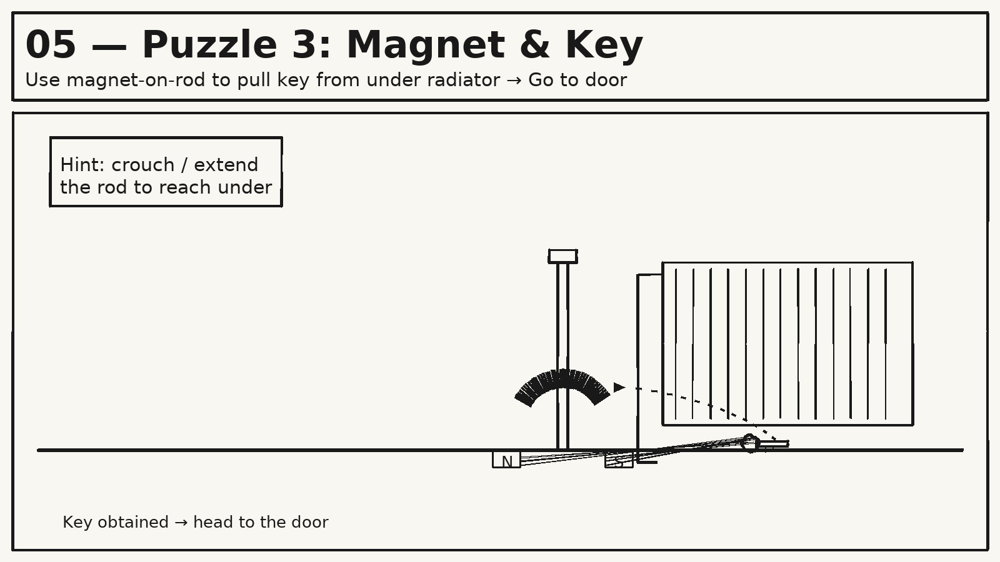 05 — Puzzle 3: Magnet & Key
Use magnet-on-rod to pull key from under radiator → Go to door
Hint: crouch / extend
the rod to reach under
N
S
Key obtained → head to the door